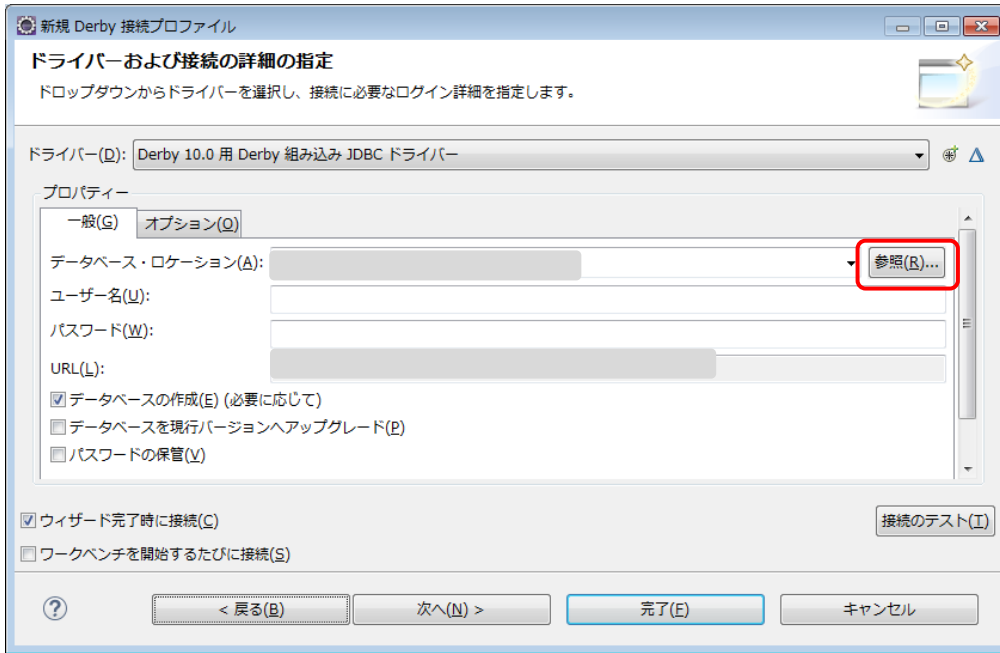 新規 Derby 接続プロファイル
ドライバーおよび接続の詳細の指定
ドロップダウンからドライバーを選択し、接続に必要なログイン詳細を指定します。
ドライバー(D): Derby 10.0 用 Derby 組み込み JDBC ドライバー
プロパティー
一般(G) オプション(O)
データベース・ロケーション(A): 参照(R)...
ユーザー名(U):
パスワード(W):
URL(L):
データベースの作成(E) (必要に応じて)
データベースを現行バージョンへアップグレード(P)
パスワードの保管(V)
ウィザード完了時に接続(C) 接続のテスト(T)
ワークベンチを開始するたびに接続(S)
? < 戻る(B) 次へ(N) > 完了(F) キャンセル